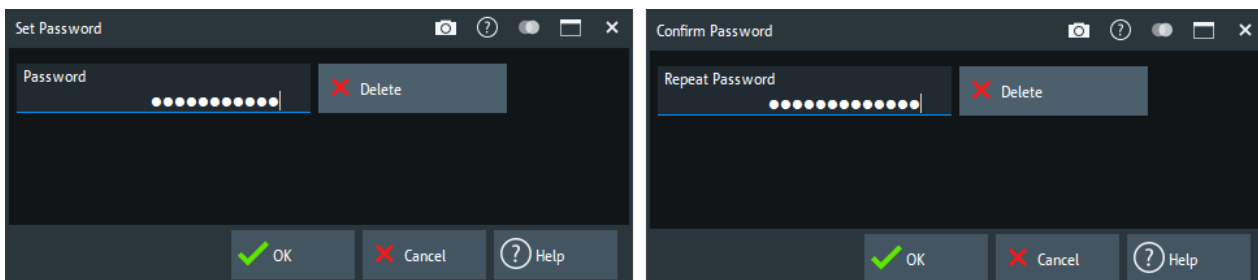 Set Password
Password
●●●●●●●●●●●
Delete
OK
Cancel
Help
Confirm Password
Repeat Password
●●●●●●●●●●●●●
Delete
OK
Cancel
Help